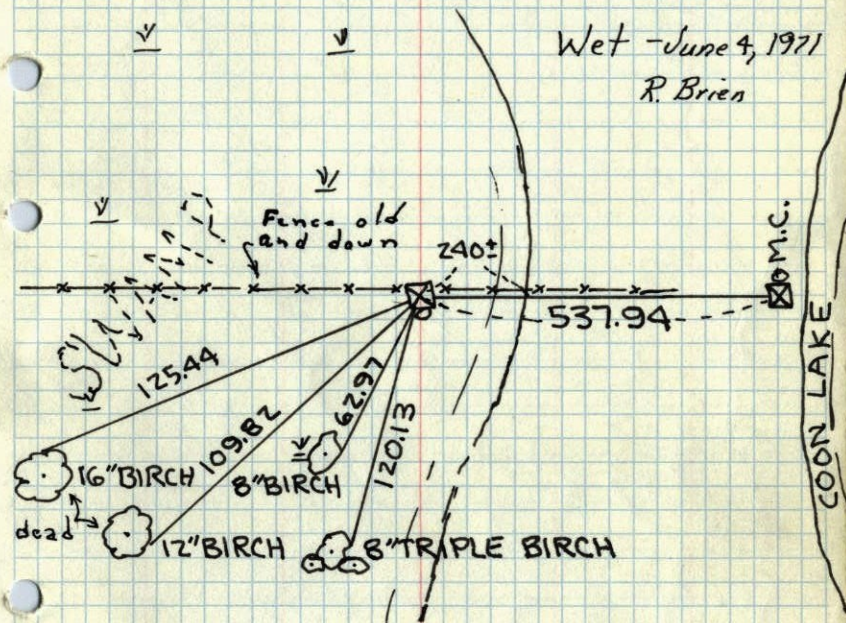 Wet - June 4, 1971
R. Brien
Fence old
and down
240±
M.C.
537.94
125.44
109.82
62.97
120.13
16" BIRCH
8" BIRCH
dead
12" BIRCH
8" TRIPLE BIRCH
COON LAKE